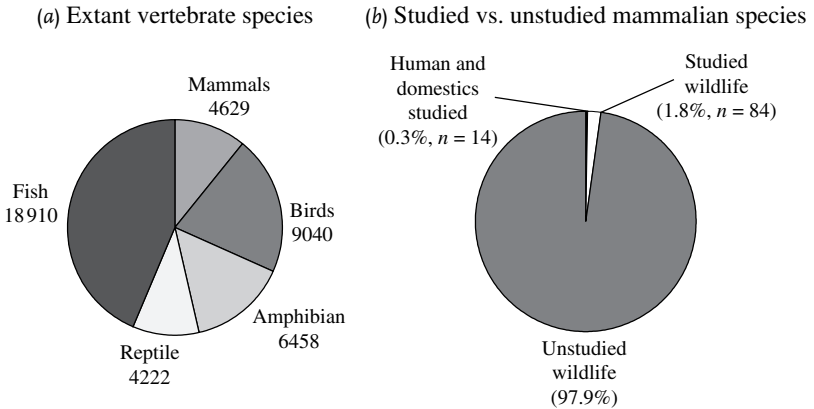 (a) Extant vertebrate species
Mammals
4629
Birds
9040
Amphibian
6458
Reptile
4222
Fish
18 910
(b) Studied vs. unstudied mammalian species
Human and
domestics
studied
(0.3%, n = 14)
Studied
wildlife
(1.8%, n = 84)
Unstudied
wildlife
(97.9%)